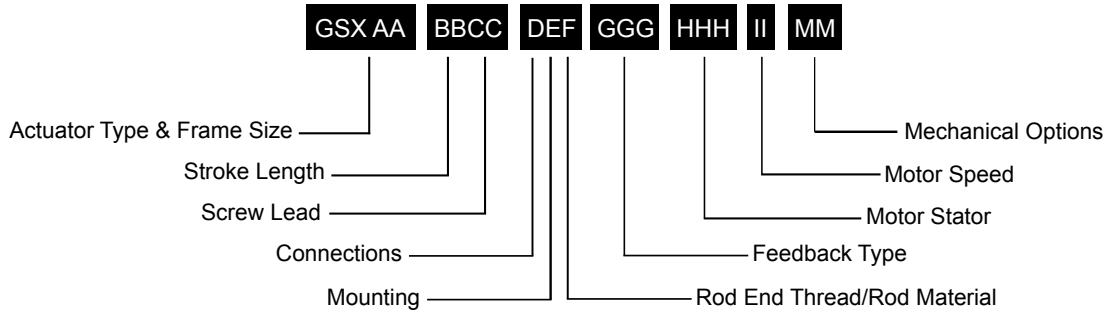 GSX AA BBCC DEF GGG HHH II MM
Actuator Type & Frame Size
Mechanical Options
Stroke Length
Motor Speed
Screw Lead
Motor Stator
Connections
Feedback Type
Mounting
Rod End Thread/Rod Material